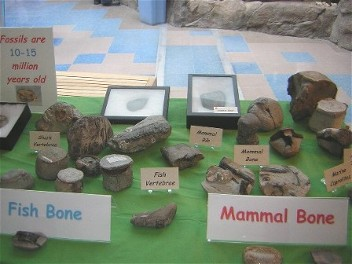 Fossils are
10-15
million
years old
Mammal
Rib
Shark
Vertebrae
Mammal
Bone
Fish
Vertebrae
Marine
Fish Bone
Mammal Bone